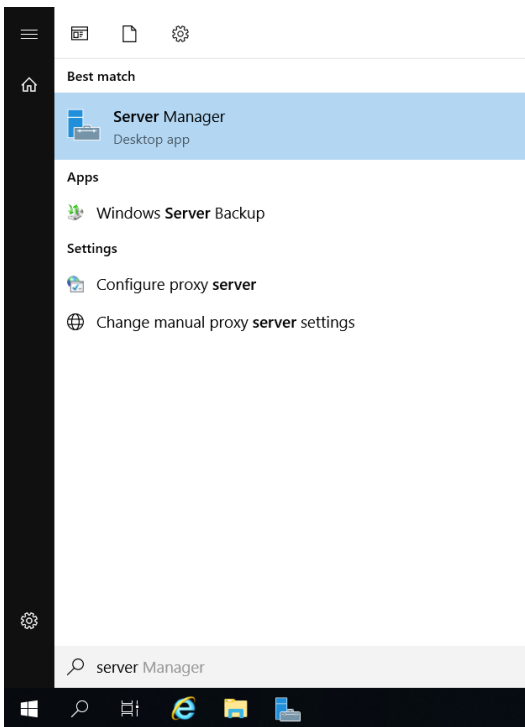 Best match
Server Manager
Desktop app
Apps
Windows Server Backup
Settings
Configure proxy server
Change manual proxy server settings
server Manager